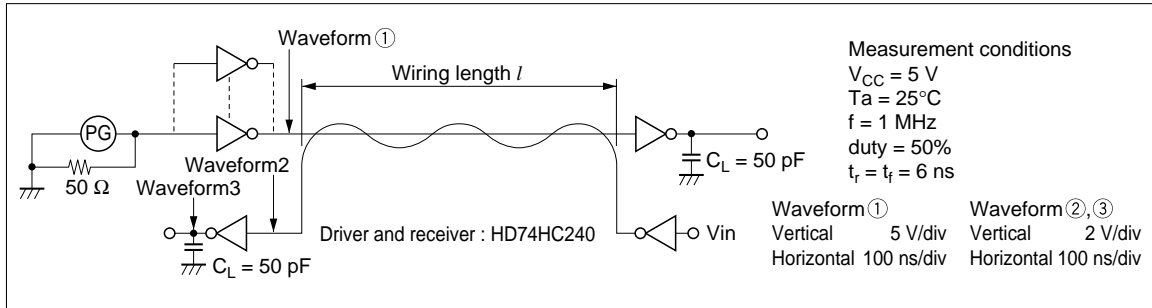 Waveform ①
Wiring length l
PG
50 Ω
Waveform2
Waveform3
C_L = 50 pF
Driver and receiver : HD74HC240
Vin
C_L = 50 pF
Measurement conditions
V_CC = 5 V
Ta = 25°C
f = 1 MHz
duty = 50%
t_r = t_f = 6 ns
Waveform ①
Vertical 5 V/div
Horizontal 100 ns/div
Waveform ②, ③
Vertical 2 V/div
Horizontal 100 ns/div